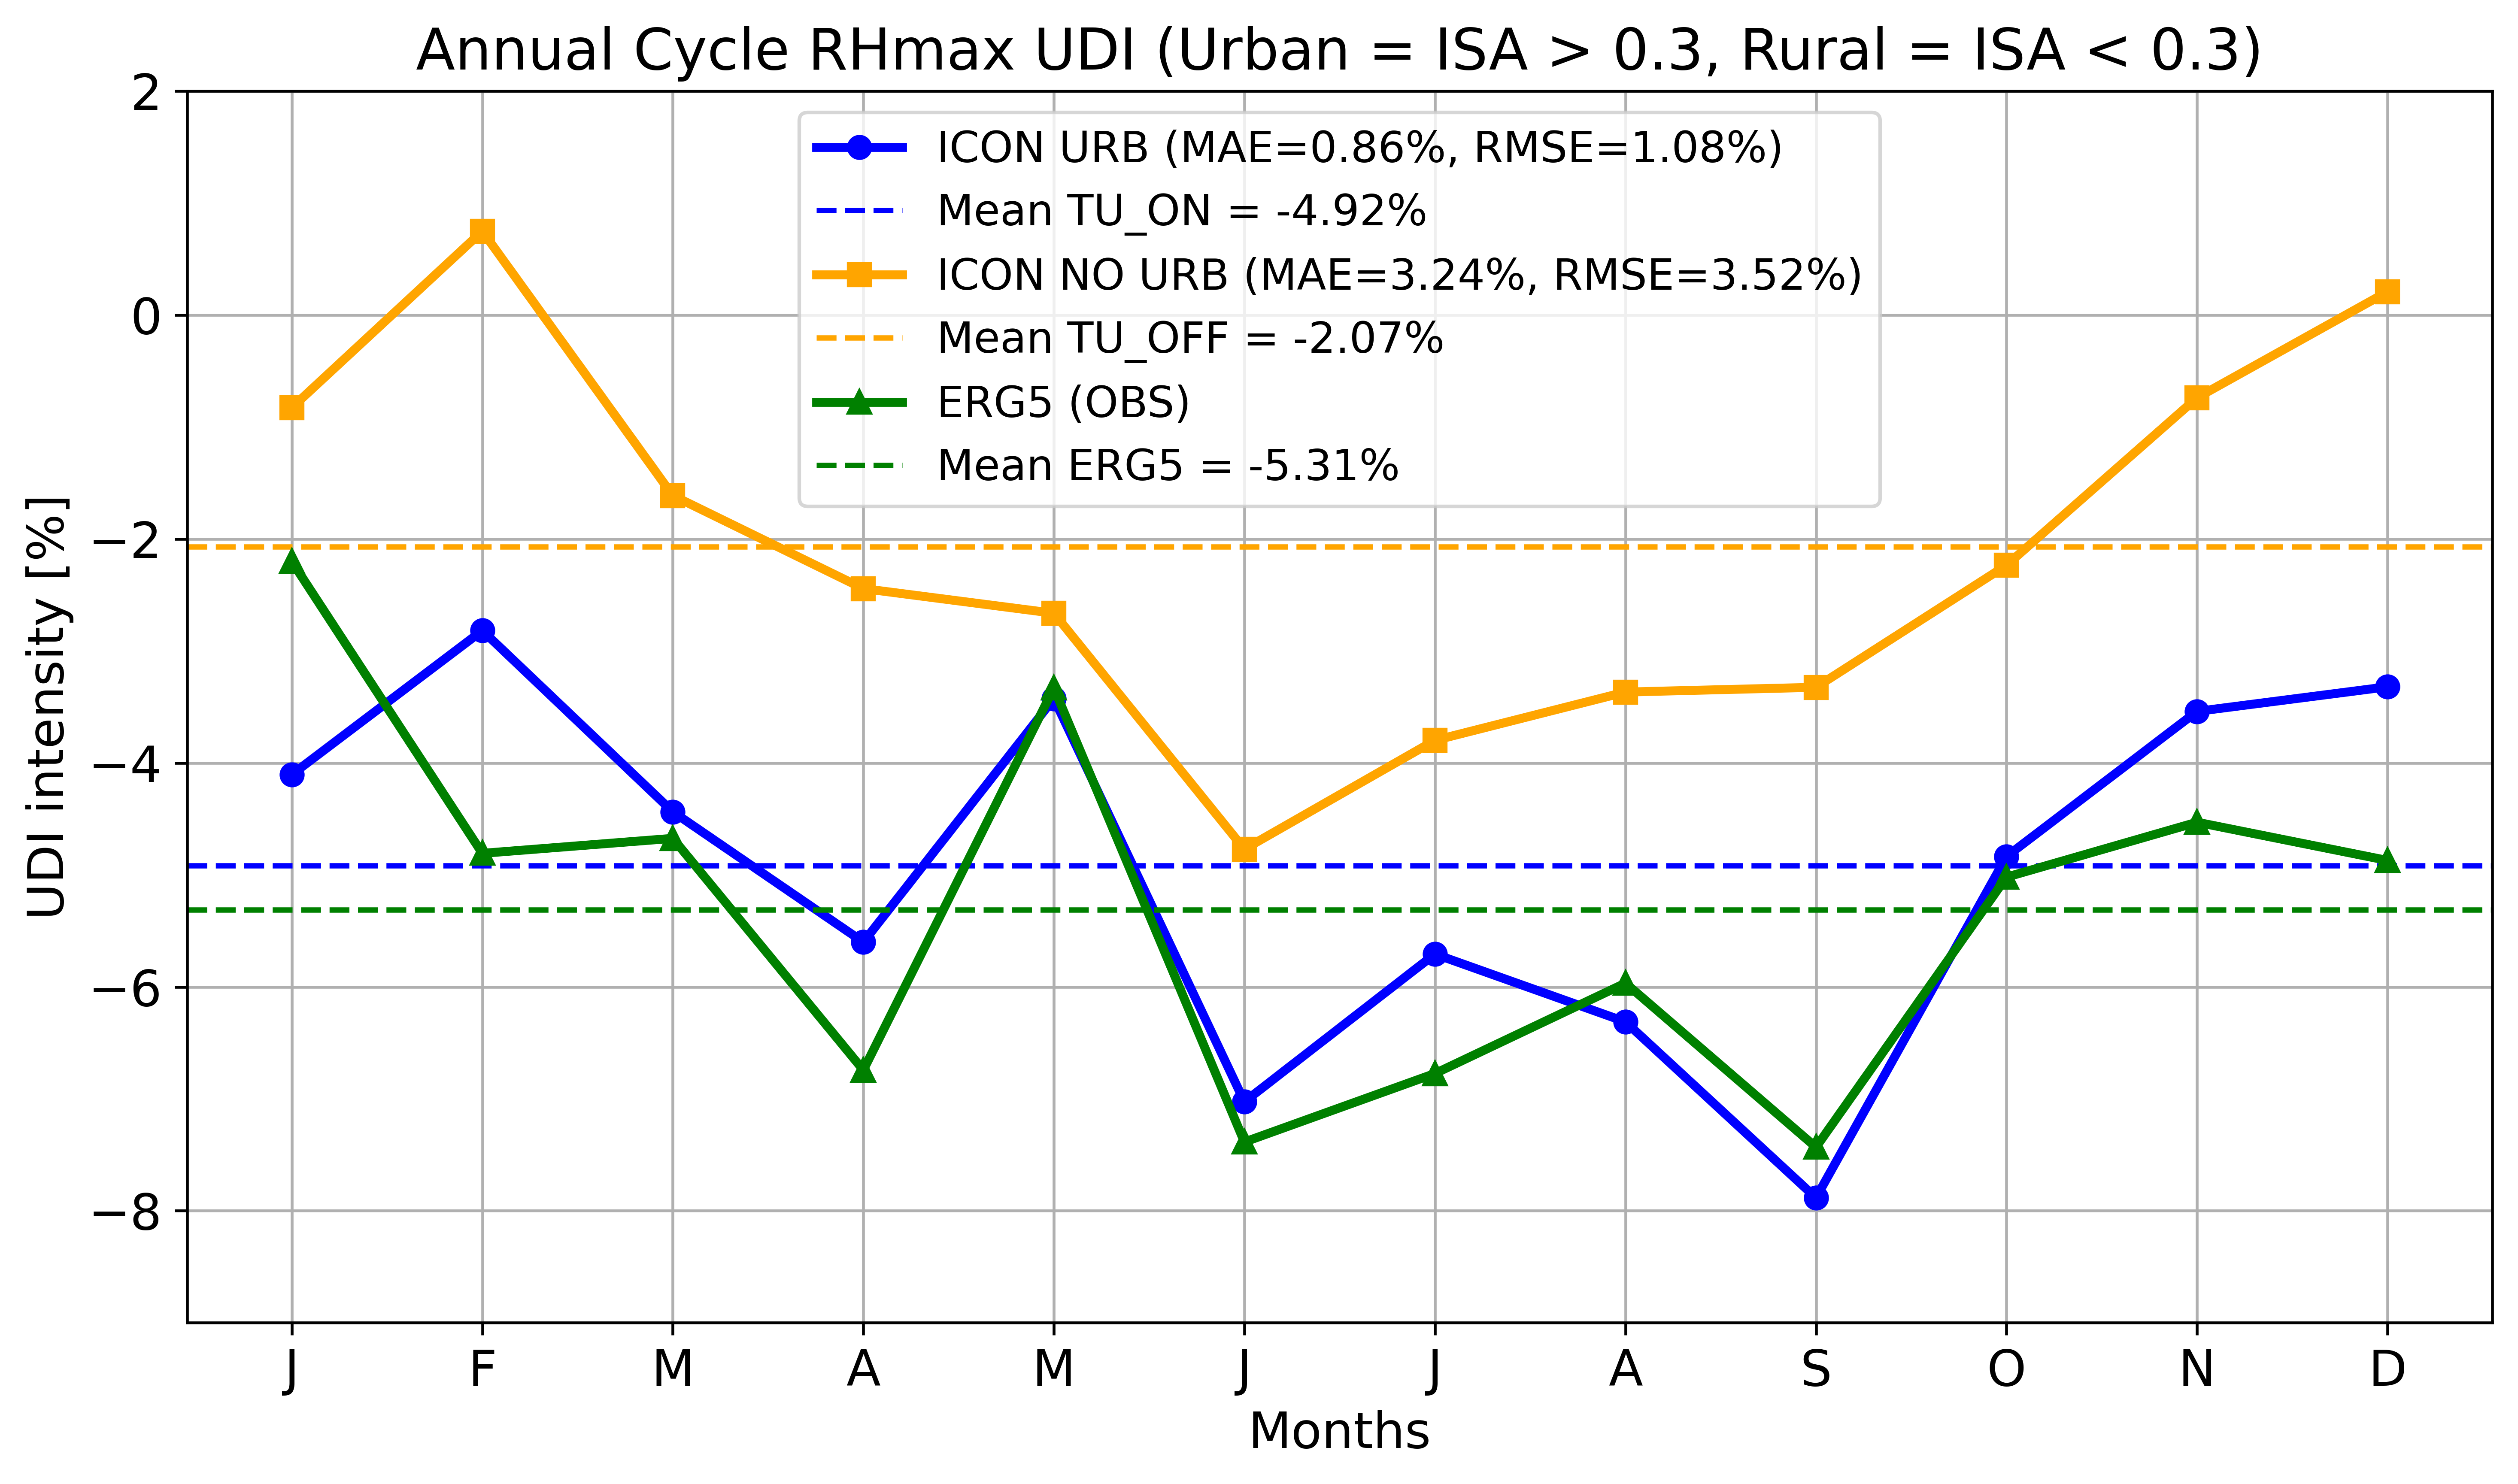 Annual Cycle RHmax UDI (Urban = ISA > 0.3, Rural = ISA < 0.3)
2
0
−2
−4
−6
−8
UDI intensity [%]
ICON URB (MAE=0.86%, RMSE=1.08%)
Mean TU_ON = -4.92%
ICON NO URB (MAE=3.24%, RMSE=3.52%)
Mean TU_OFF = -2.07%
ERG5 (OBS)
Mean ERG5 = -5.31%
J F M A M J J A S O N D
Months